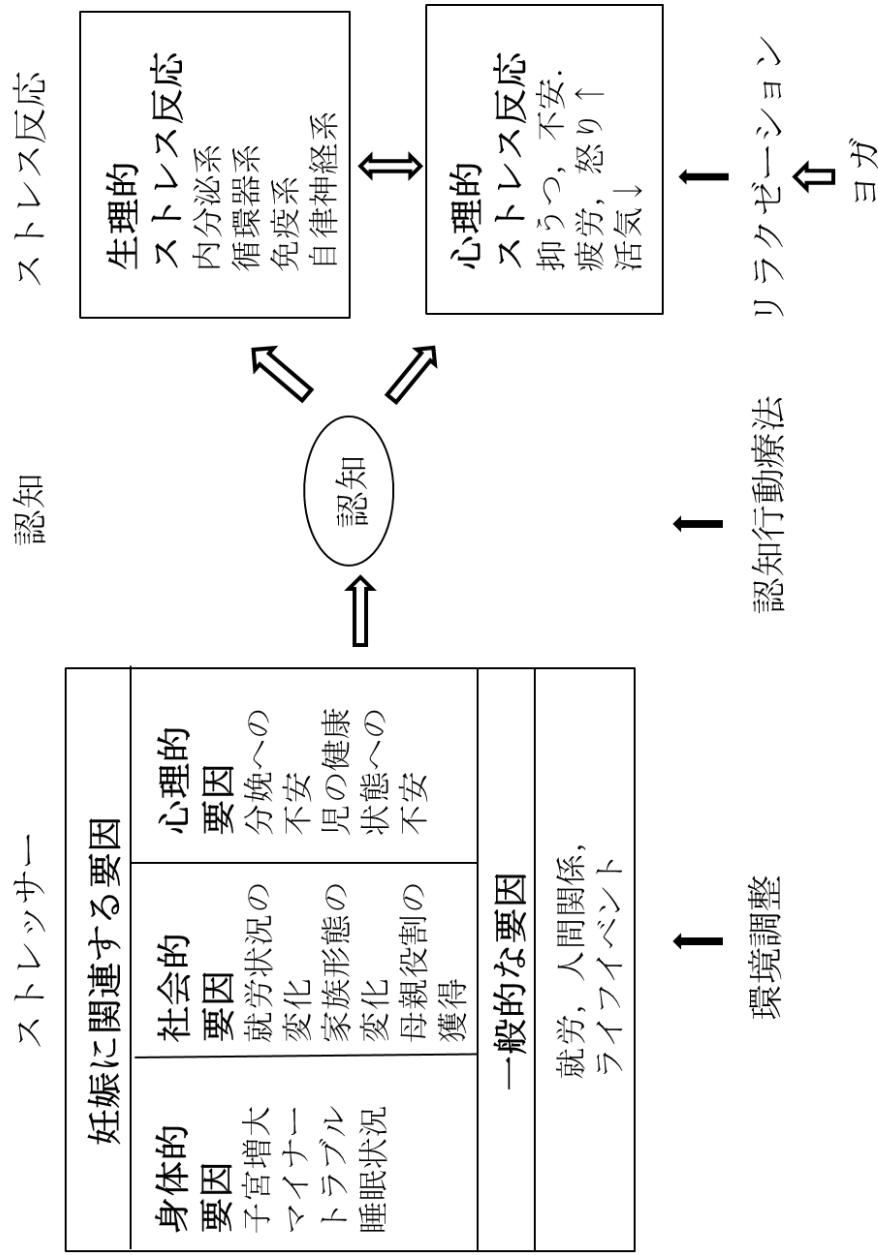 ストレッサー
認知
ストレス反応
妊娠に関連する要因
身体的
要因
子宮増大
マイナー
トラブル
睡眠状況
社会的
要因
就労状況の
変化
家族形態の
変化
母親役割の
獲得
心理的
要因
分娩への
不安
児の健康
状態への
不安
一般的な要因
就労，人間関係，
ライフイベント
認知
生理的
ストレス反応
内分泌系
循環器系
免疫系
自律神経系
心理的
ストレス反応
抑うつ，不安．
疲労，怒り↑
活気↓
環境調整
認知行動療法
リラクゼーション
ヨガ